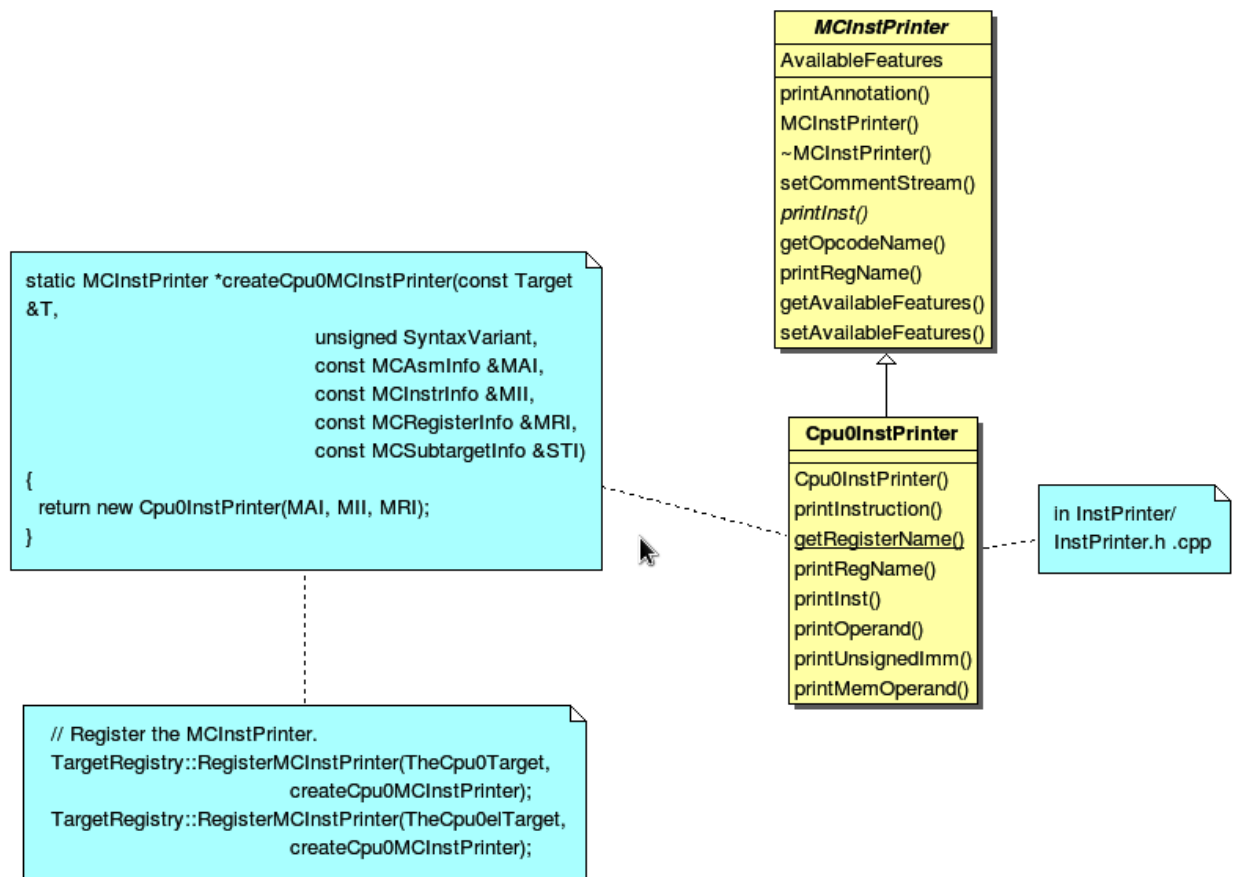 MCInstPrinter
AvailableFeatures
printAnnotation()
MCInstPrinter()
~MCInstPrinter()
setCommentStream()
printInst()
getOpcodeName()
printRegName()
getAvailableFeatures()
setAvailableFeatures()
static MCInstPrinter *createCpu0MCInstPrinter(const Target
&T,
unsigned SyntaxVariant,
const MCAsmInfo &MAI,
const MCInstrInfo &MII,
const MCRegisterInfo &MRI,
const MCSubtargetInfo &STI)
{
return new Cpu0InstPrinter(MAI, MII, MRI);
}
Cpu0InstPrinter
Cpu0InstPrinter()
printInstruction()
getRegisterName()
printRegName()
printInst()
printOperand()
printUnsignedImm()
printMemOperand()
in InstPrinter/
InstPrinter.h .cpp
// Register the MCInstPrinter.
TargetRegistry::RegisterMCInstPrinter(TheCpu0Target,
createCpu0MCInstPrinter);
TargetRegistry::RegisterMCInstPrinter(TheCpu0elTarget,
createCpu0MCInstPrinter);